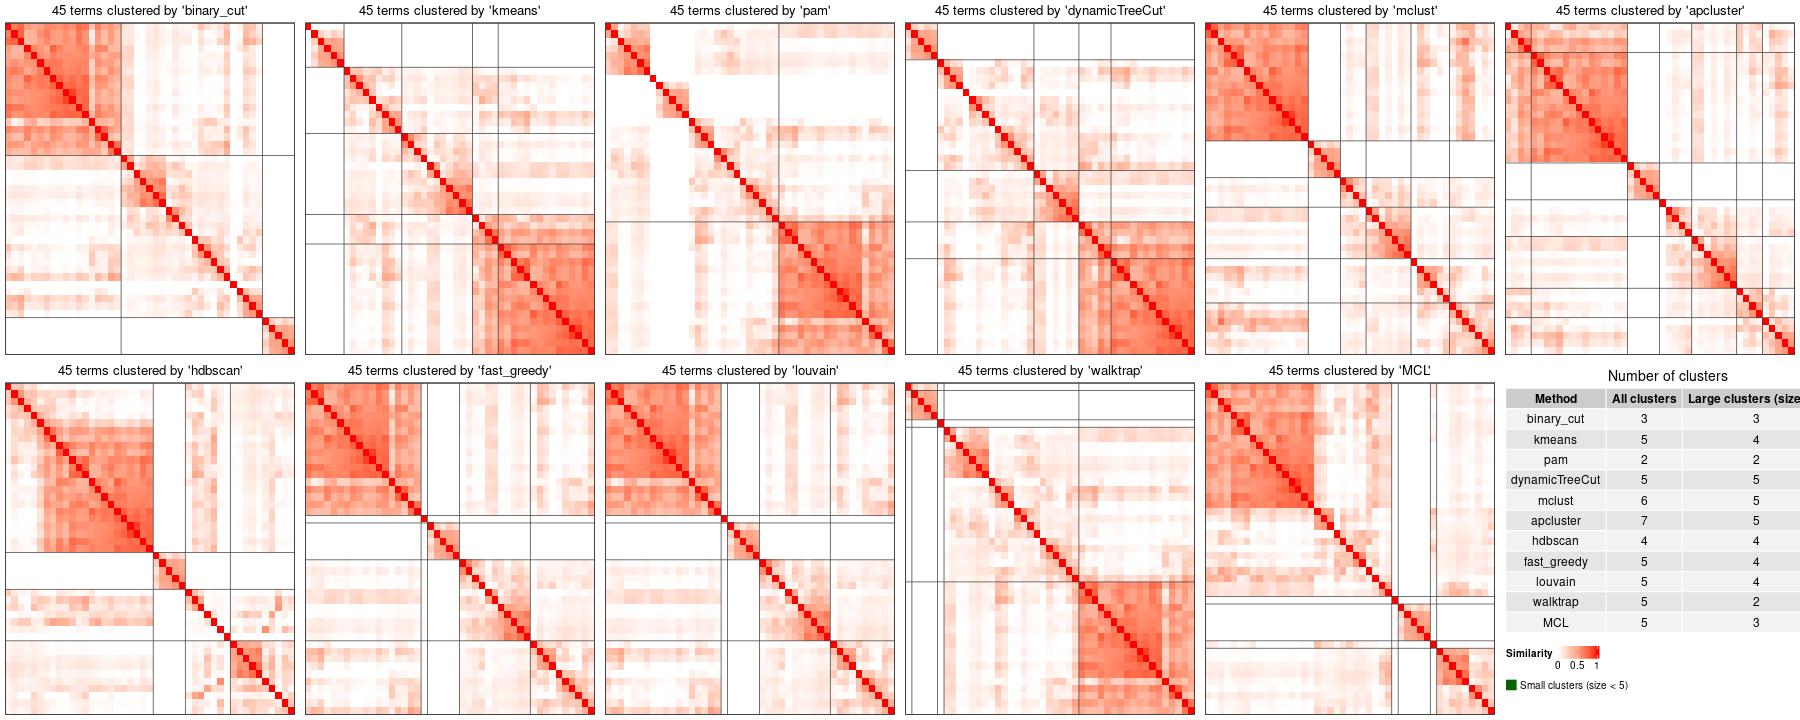 45 terms clustered by 'binary_cut'
45 terms clustered by 'kmeans'
45 terms clustered by 'pam'
45 terms clustered by 'dynamicTreeCut'
45 terms clustered by 'mclust'
45 terms clustered by 'apcluster'
45 terms clustered by 'hdbscan'
45 terms clustered by 'fast_greedy'
45 terms clustered by 'louvain'
45 terms clustered by 'walktrap'
45 terms clustered by 'MCL'
Number of clusters
Method All clusters Large clusters (size
binary_cut 3 3
kmeans 5 4
pam 2 2
dynamicTreeCut 5 5
mclust 6 5
apcluster 7 5
hdbscan 4 4
fast_greedy 5 4
louvain 5 4
walktrap 5 2
MCL 5 3
Similarity
0 0.5 1
Small clusters (size < 5)